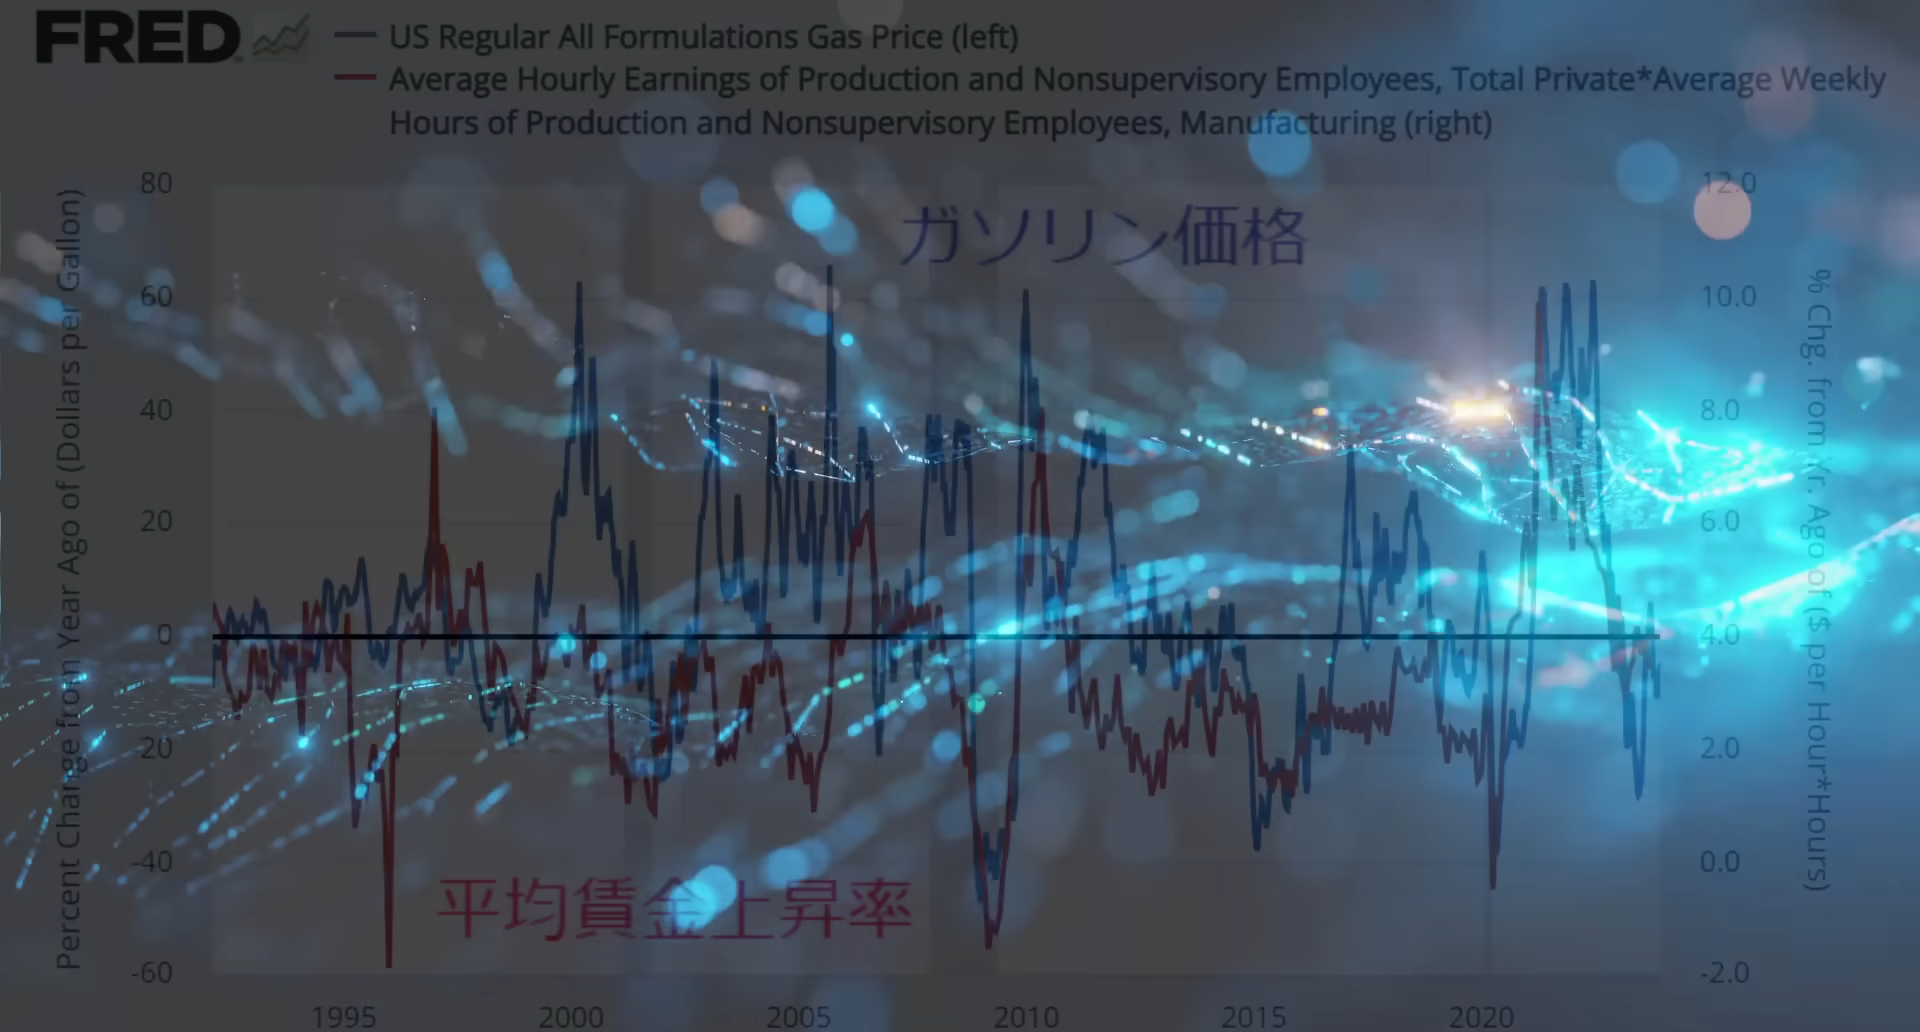 FRED
US Regular All Formulations Gas Price (left)
Average Hourly Earnings of Production and Nonsupervisory Employees, Total Private*Average Weekly
Hours of Production and Nonsupervisory Employees, Manufacturing (right)
ガソリン価格
平均賃金上昇率
Percent Change from Year Ago of (Dollars per Gallon)
80
60
40
20
0
-20
-40
-60
% Chg. from Yr. Ago of ($ per Hour*Hours)
12.0
10.0
8.0
6.0
4.0
2.0
0.0
-2.0
1995
2000
2005
2010
2015
2020